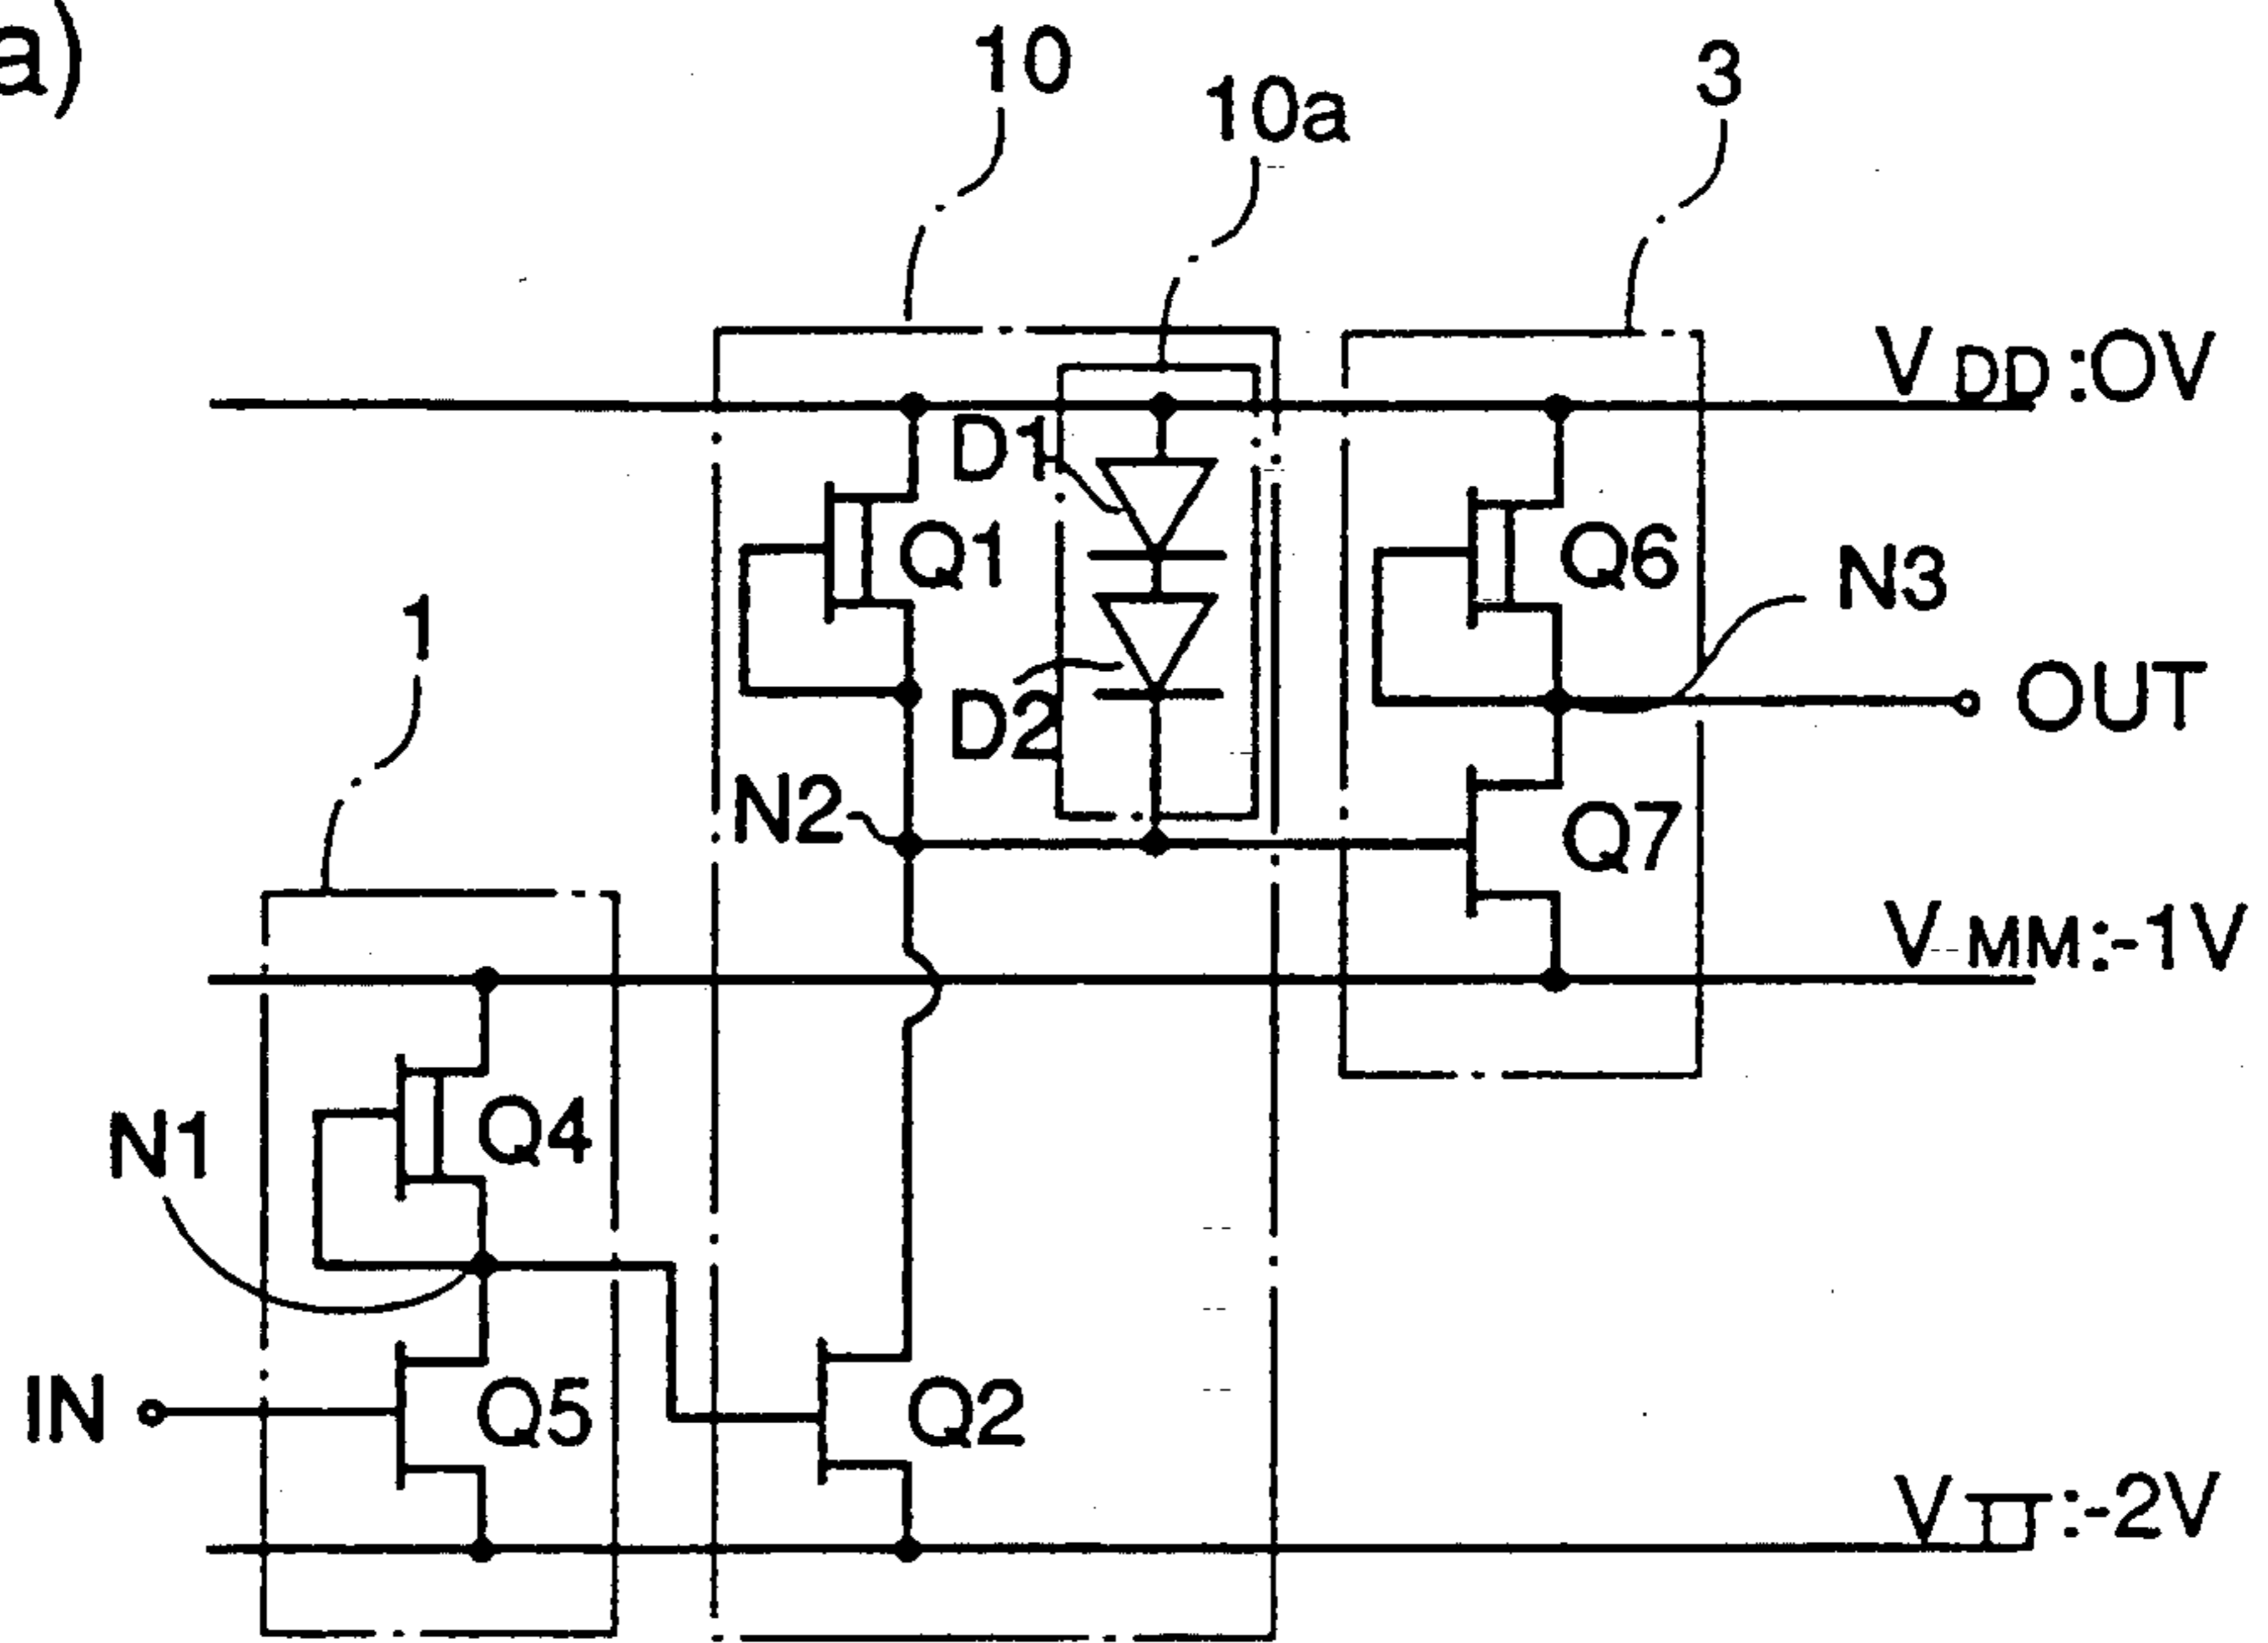 a)
10
10a
3
VDD:0V
D1
Q1
Q6
N3
1
OUT
D2
N2
Q7
VMM:-1V
Q4
N1
IN
Q5
Q2
VTT:-2V